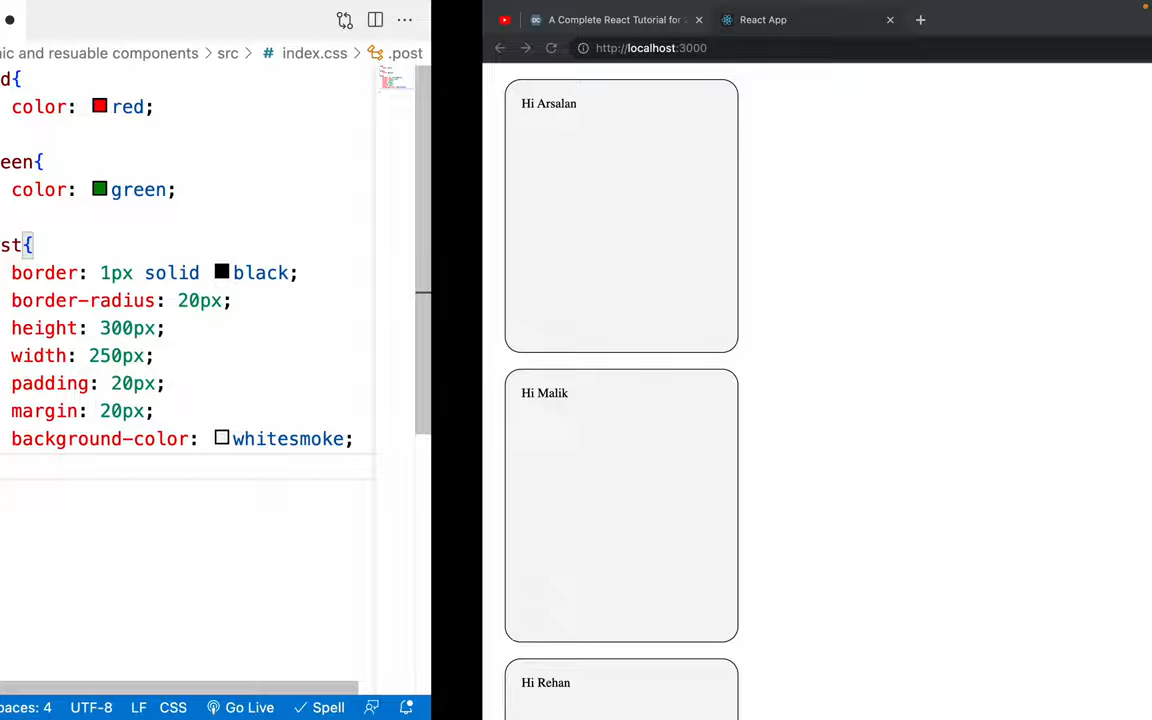 A Complete React Tutorial for
React App
nic and resuable components > src > # index.css > .post
http://localhost:3000
d{
color: red;
een{
color: green;
st{
border: 1px solid black;
border-radius: 20px;
height: 300px;
width: 250px;
padding: 20px;
margin: 20px;
background-color: whitesmoke;
Hi Arsalan
Hi Malik
Hi Rehan
paces: 4 UTF-8 LF CSS Go Live Spell